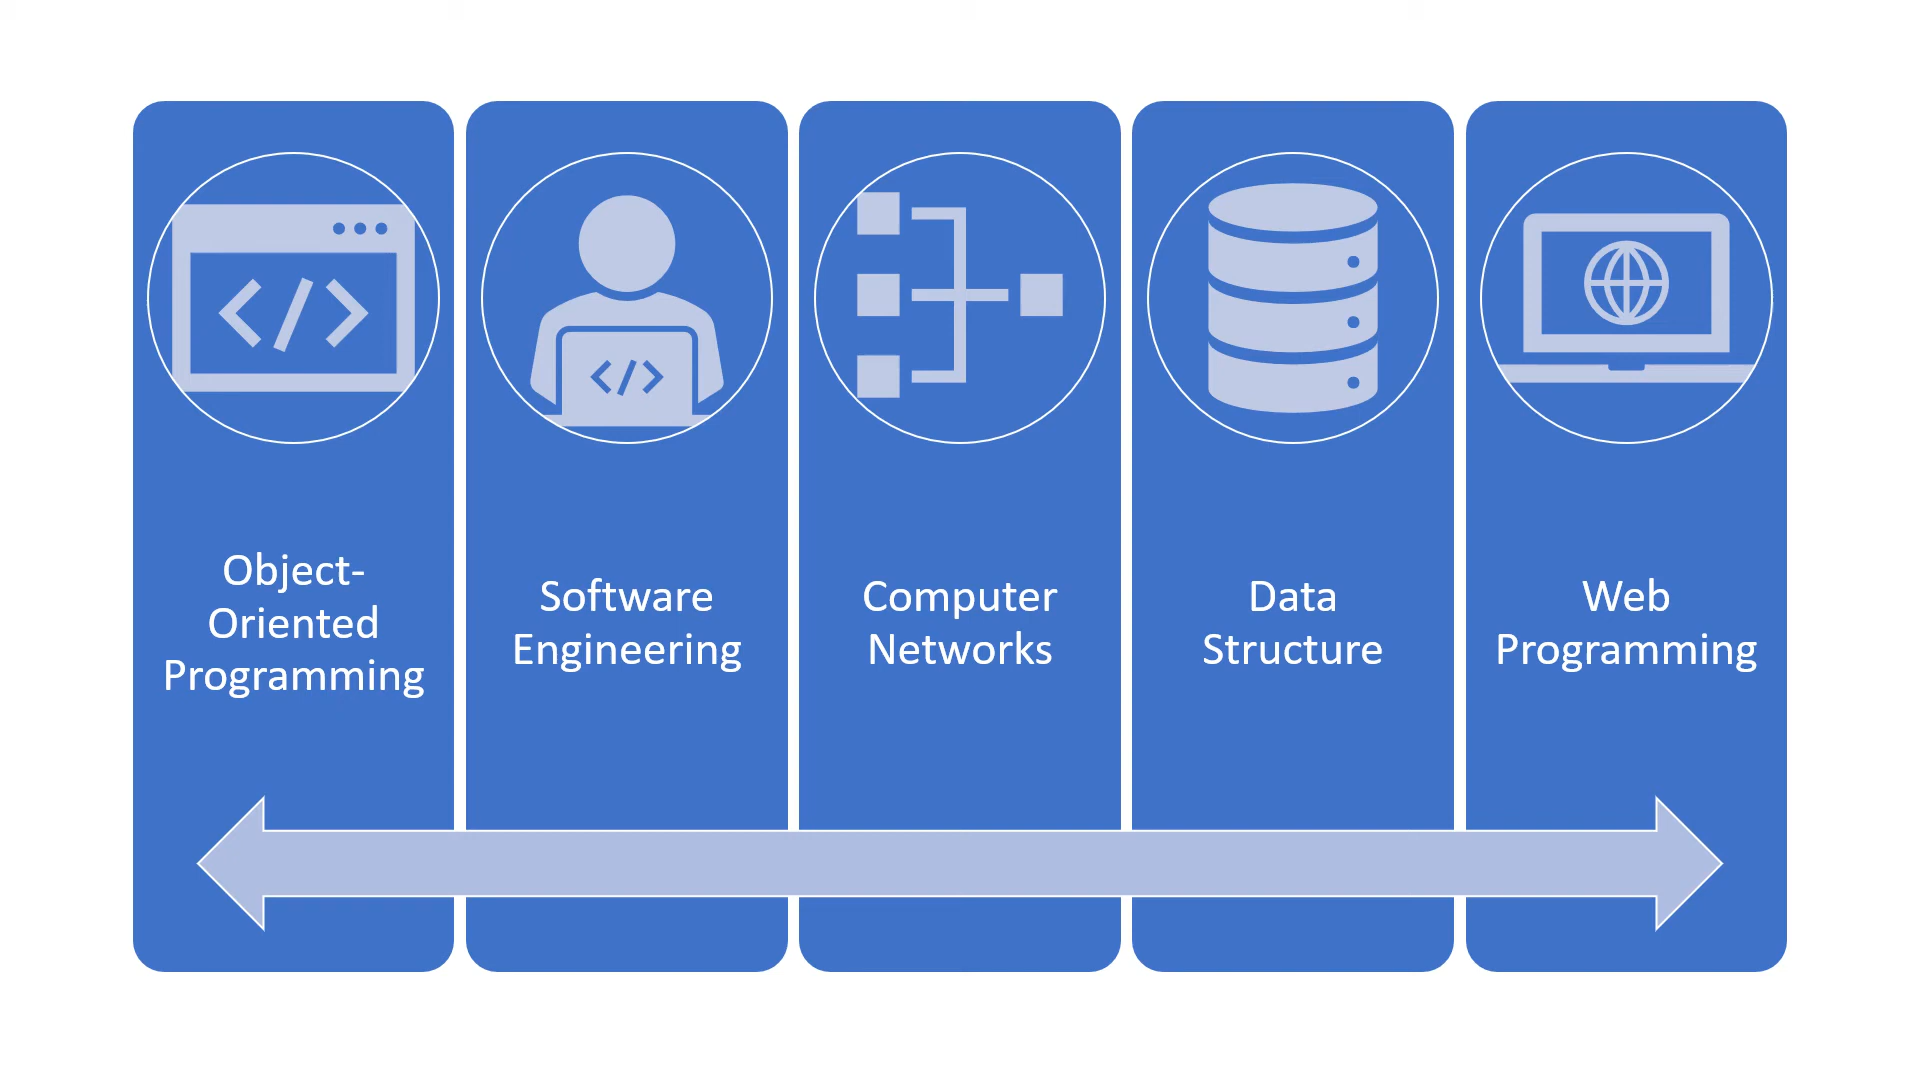 Object-
Oriented
Programming
Software
Engineering
Computer
Networks
Data
Structure
Web
Programming